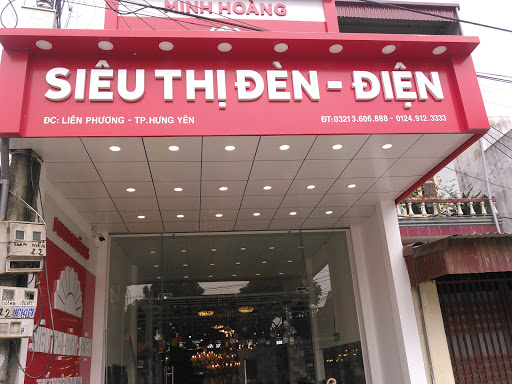 MINH HOÀNG
SIÊU THỊ ĐÈN - ĐIỆN
ĐC: LIÊN PHƯƠNG - TP.HƯNG YÊN
ĐT: 03213.606.888 - 0124.912.3333